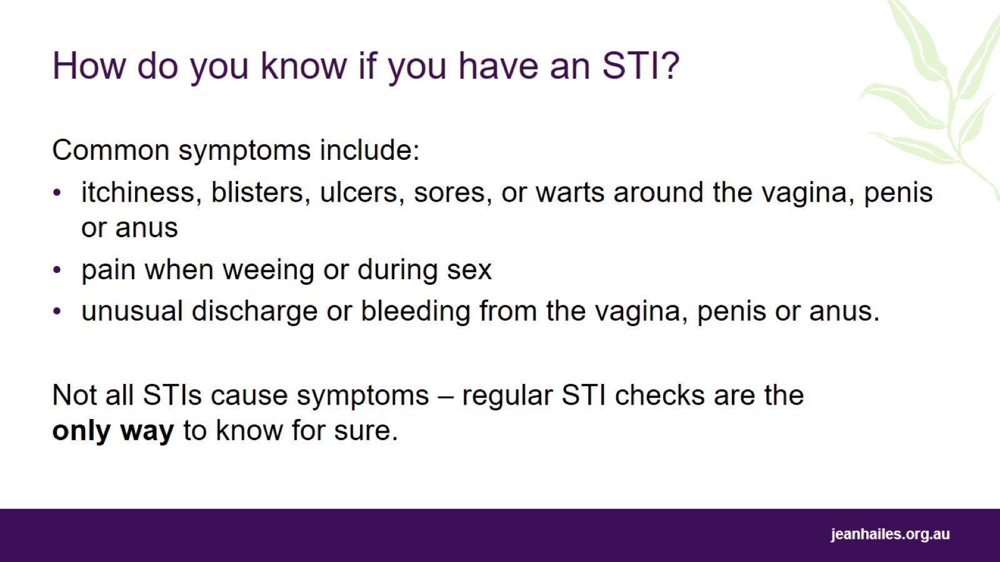 How do you know if you have an STI?
Common symptoms include:
• itchiness, blisters, ulcers, sores, or warts around the vagina, penis
or anus
• pain when weeing or during sex
• unusual discharge or bleeding from the vagina, penis or anus.
Not all STIs cause symptoms – regular STI checks are the
only way to know for sure.
jeanhailes.org.au